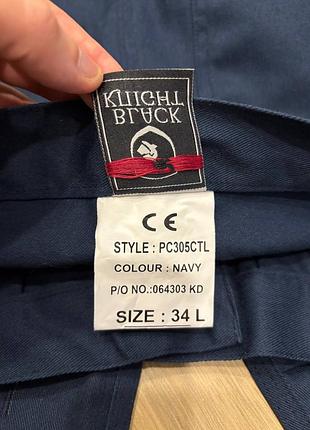 BLACK
KNIGHT
CE
STYLE : PC305CTL
COLOUR : NAVY
P/O NO.:064303 KD
SIZE : 34 L